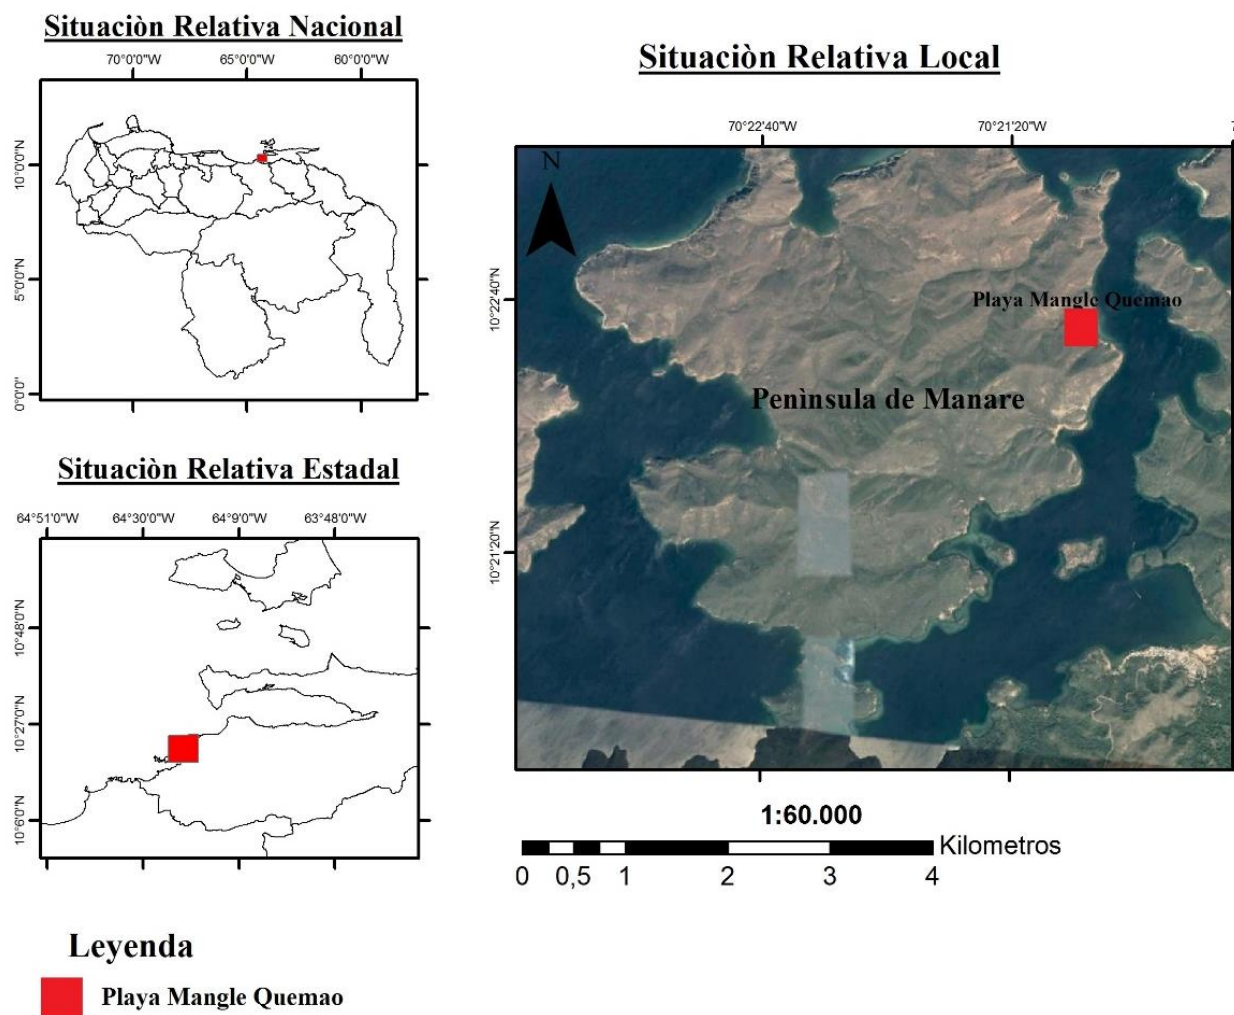 Situaciòn Relativa Nacional
70°0'0"W 65°0'0"W 60°0'0"W
10°0'0"N
5°0'0"N
0°0'0"
Situaciòn Relativa Estadal
64°51'0"W 64°30'0"W 64°9'0"W 63°48'0"W
10°48'0"N
10°27'0"N
10°6'0"N
Situaciòn Relativa Local
70°22'40"W 70°21'20"W 7
N
10°22'40"N
10°21'20"N
Playa Mangle Quemao
Penìnsula de Manare
1:60.000
Kilometros
0 0,5 1 2 3 4
Leyenda
Playa Mangle Quemao